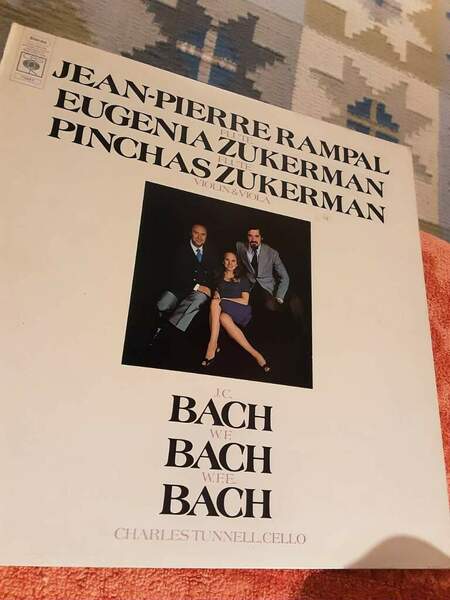 JEAN-PIERRE RAMPAL
FLUTE
EUGENIA ZUKERMAN
FLUTE
PINCHAS ZUKERMAN
VIOLIN & VIOLA
J.C.
BACH
W.F.
BACH
W.F.E.
BACH
CHARLES TUNNELL, CELLO